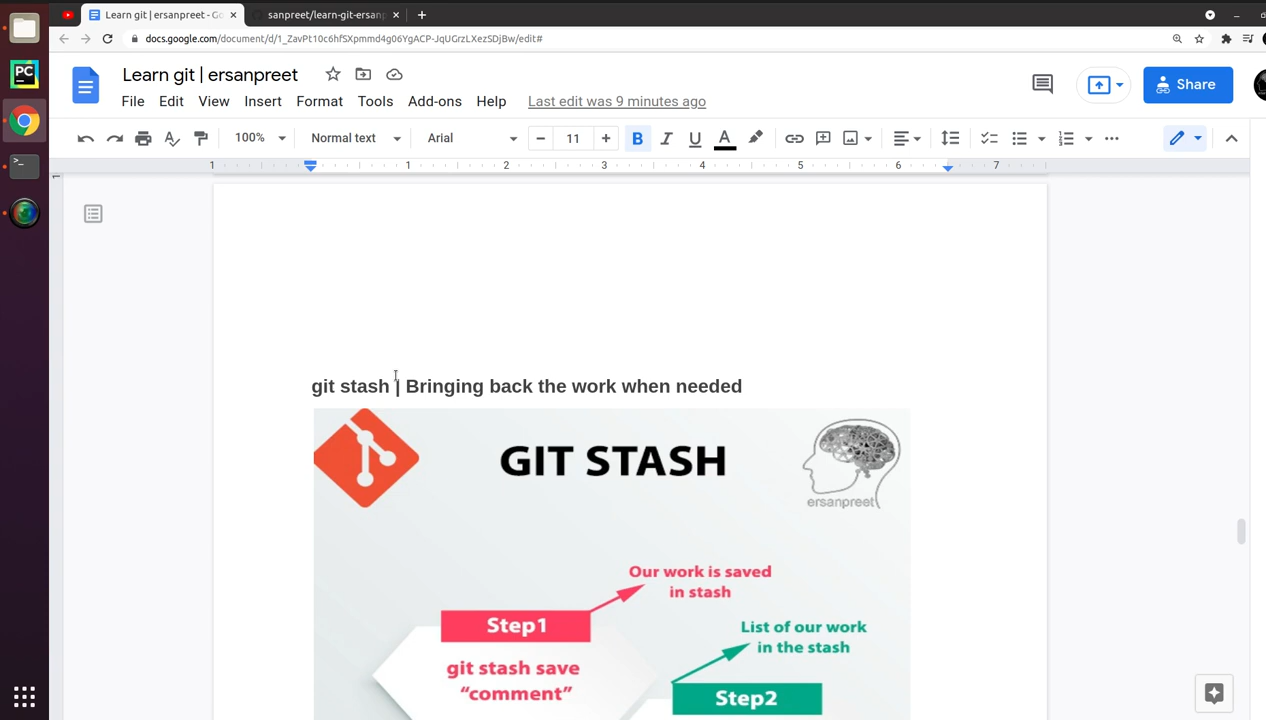 Learn git | ersanpreet - Go
sanpreet/learn-git-ersanp
docs.google.com/document/d/1_ZavPt10c6hfSXpmmd4g06YgACP-JqUGrzLXezSDjBw/edit#
PC
Learn git | ersanpreet
File Edit View Insert Format Tools Add-ons Help Last edit was 9 minutes ago
Share
100% Normal text Arial 11 B I U A
1 1 2 3 4 5 6 7
git stash | Bringing back the work when needed
GIT STASH
ersanpreet
Our work is saved
in stash
Step1
List of our work
in the stash
git stash save
"comment"
Step2